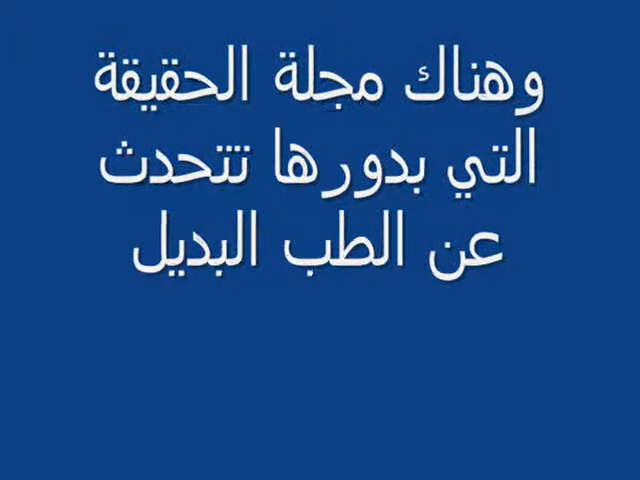 وهناك مجلة الحقيقة
التي بدورها تتحدث
عن الطب البديل